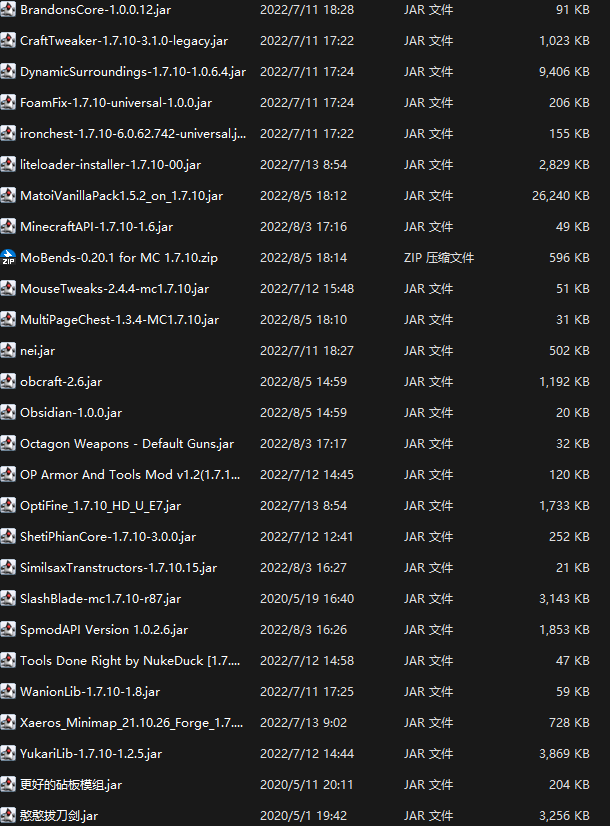 BrandonsCore-1.0.0.12.jar 2022/7/11 18:28 JAR 文件 91 KB
CraftTweaker-1.7.10-3.1.0-legacy.jar 2022/7/11 17:22 JAR 文件 1,023 KB
DynamicSurroundings-1.7.10-1.0.6.4.jar 2022/7/11 17:24 JAR 文件 9,406 KB
FoamFix-1.7.10-universal-1.0.0.jar 2022/7/11 17:24 JAR 文件 206 KB
ironchest-1.7.10-6.0.62.742-universal.j... 2022/7/11 17:22 JAR 文件 155 KB
liteloader-installer-1.7.10-00.jar 2022/7/13 8:54 JAR 文件 2,829 KB
MatoiVanillaPack1.5.2_on_1.7.10.jar 2022/8/5 18:12 JAR 文件 26,240 KB
MinecraftAPI-1.7.10-1.6.jar 2022/8/3 17:16 JAR 文件 49 KB
ZIP MoBends-0.20.1 for MC 1.7.10.zip 2022/8/5 18:14 ZIP 压缩文件 596 KB
MouseTweaks-2.4.4-mc1.7.10.jar 2022/7/12 15:48 JAR 文件 51 KB
MultiPageChest-1.3.4-MC1.7.10.jar 2022/8/5 18:10 JAR 文件 31 KB
nei.jar 2022/7/11 18:27 JAR 文件 502 KB
obcraft-2.6.jar 2022/8/5 14:59 JAR 文件 1,192 KB
Obsidian-1.0.0.jar 2022/8/5 14:59 JAR 文件 20 KB
Octagon Weapons - Default Guns.jar 2022/8/3 17:17 JAR 文件 32 KB
OP Armor And Tools Mod v1.2(1.7.1... 2022/7/12 14:45 JAR 文件 120 KB
OptiFine_1.7.10_HD_U_E7.jar 2022/7/13 8:54 JAR 文件 1,733 KB
ShetiPhianCore-1.7.10-3.0.0.jar 2022/7/12 12:41 JAR 文件 252 KB
SimilsaxTranstructors-1.7.10.15.jar 2022/8/3 16:27 JAR 文件 21 KB
SlashBlade-mc1.7.10-r87.jar 2020/5/19 16:40 JAR 文件 3,143 KB
SpmodAPI Version 1.0.2.6.jar 2022/8/3 16:26 JAR 文件 1,853 KB
Tools Done Right by NukeDuck [1.7.... 2022/7/12 14:58 JAR 文件 47 KB
WanionLib-1.7.10-1.8.jar 2022/7/11 17:25 JAR 文件 59 KB
Xaeros_Minimap_21.10.26_Forge_1.7.... 2022/7/13 9:02 JAR 文件 728 KB
YukariLib-1.7.10-1.2.5.jar 2022/7/12 14:44 JAR 文件 3,869 KB
更好的砧板模组.jar 2020/5/11 20:11 JAR 文件 204 KB
憨憨拔刀剑.jar 2020/5/1 19:42 JAR 文件 3,256 KB